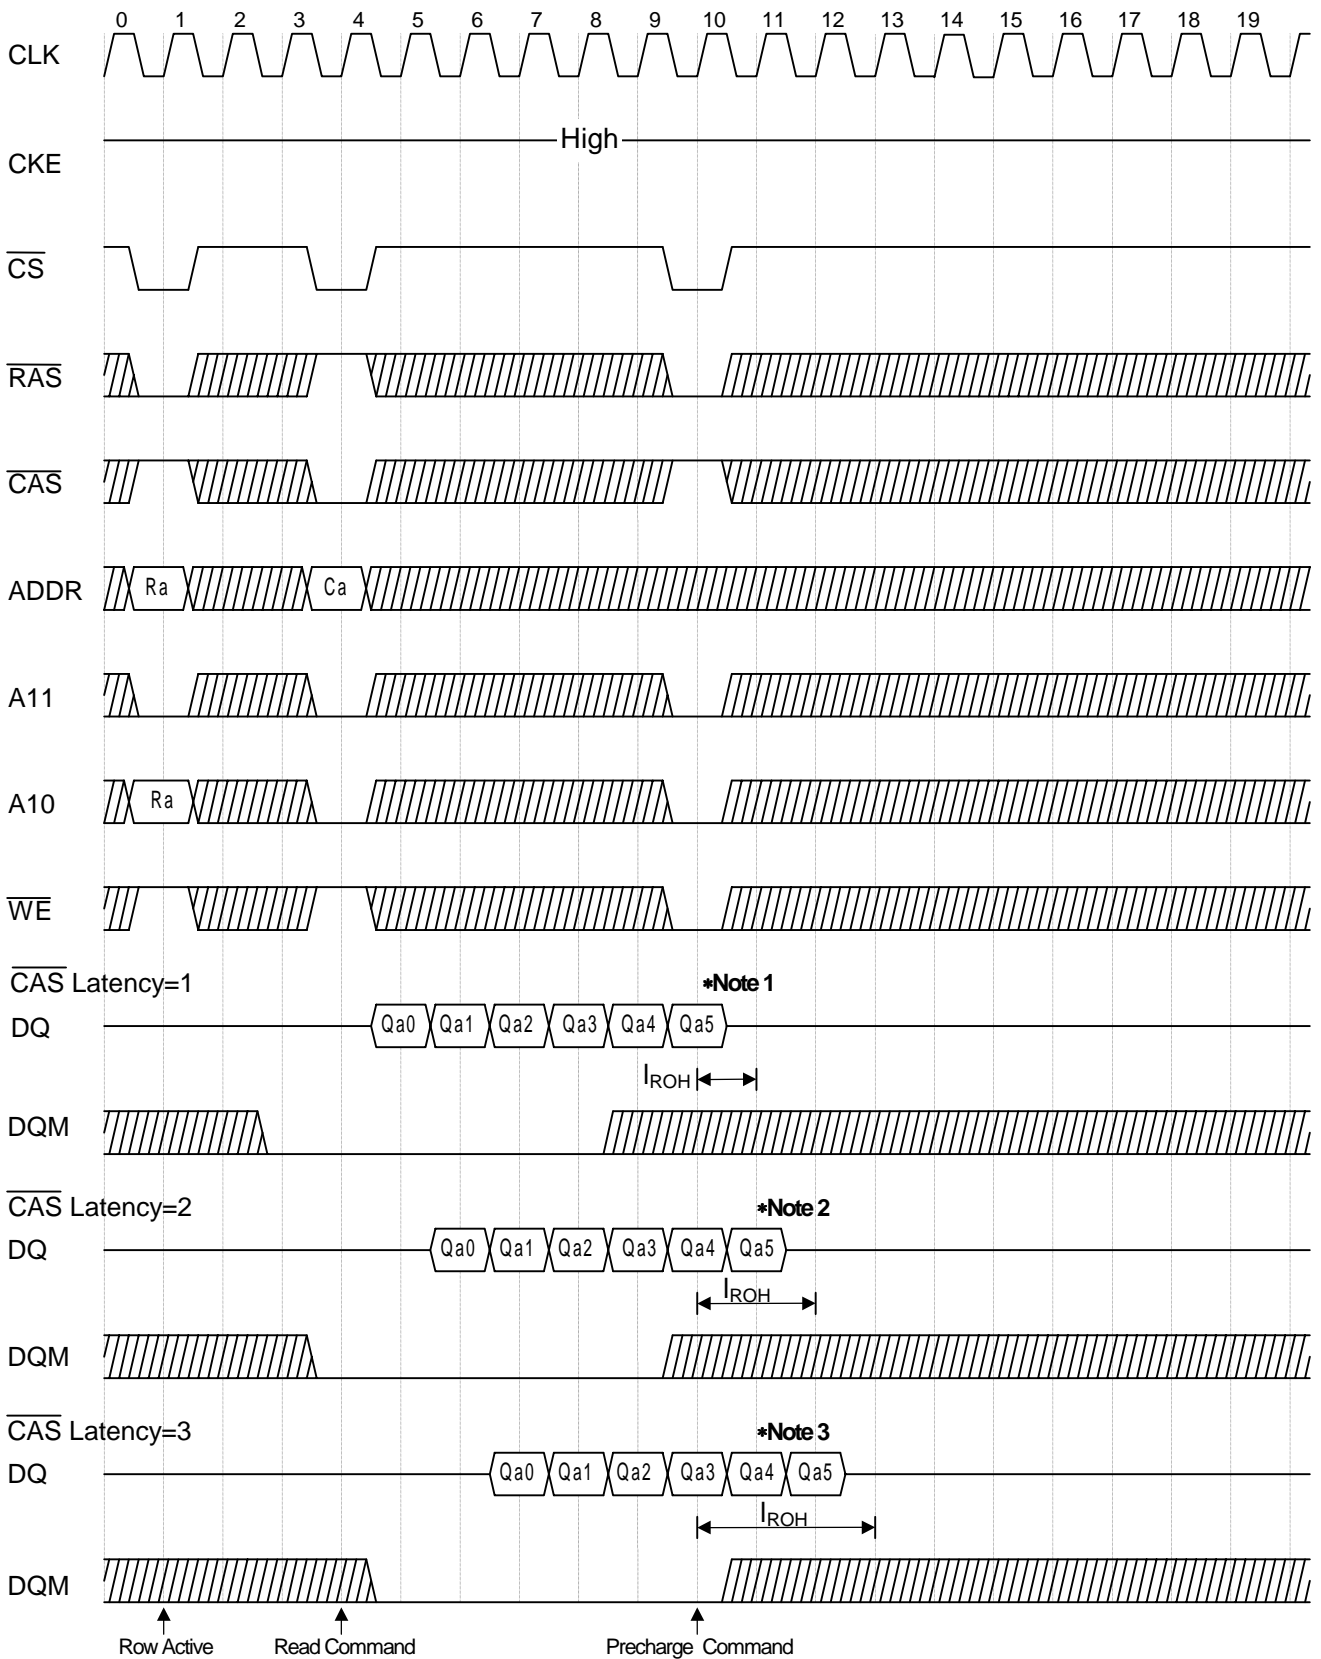 0 1 2 3 4 5 6 7 8 9 10 11 12 13 14 15 16 17 18 19
CLK
High
CKE
CS
RAS
CAS
ADDR Ra Ca
A11
A10 Ra
WE
CAS Latency=1 *Note 1
DQ Qa0 Qa1 Qa2 Qa3 Qa4 Qa5
IROH
DQM
CAS Latency=2 *Note 2
DQ Qa0 Qa1 Qa2 Qa3 Qa4 Qa5
IROH
DQM
CAS Latency=3 *Note 3
DQ Qa0 Qa1 Qa2 Qa3 Qa4 Qa5
IROH
DQM
Row Active Read Command Precharge Command